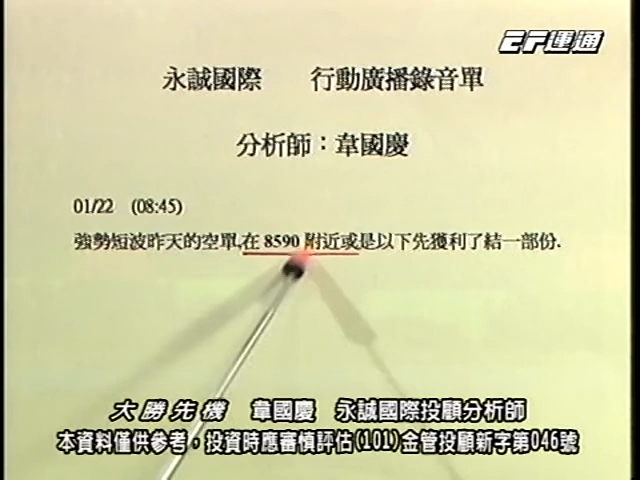 EF運通
永誠國際 行動廣播錄音單
分析師：韋國慶
01/22 (08:45)
強勢短波昨天的空單,在 8590 附近或是以下先獲利了結一部份.
大勝先機 韋國慶 永誠國際投顧分析師
本資料僅供參考，投資時應審慎評估(101)金管投顧新字第046號